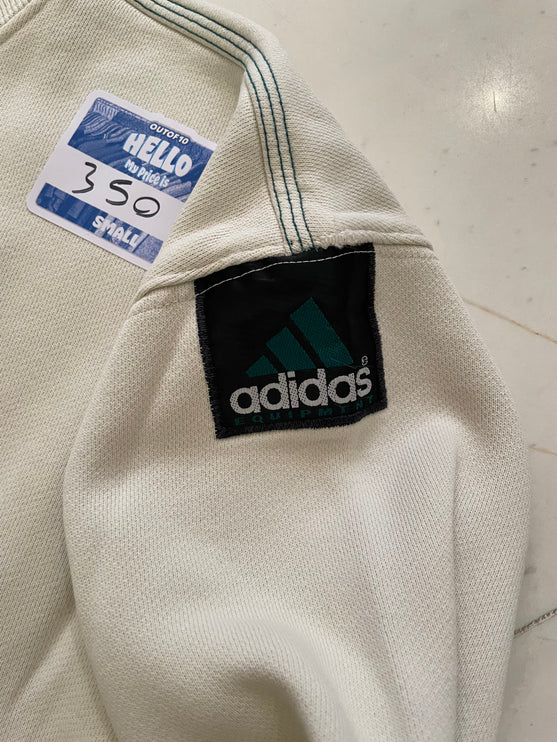 OUTOF10
HELLO
My Price is
350
SMALL
adidas
EQUIPMENT